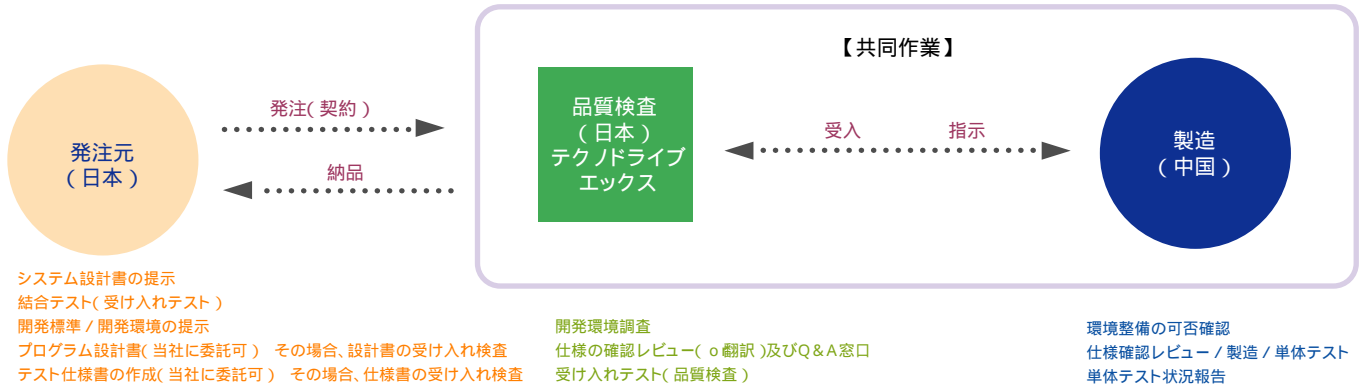 【共同作業】
発注(契約)
納品
発注元
(日本)
品質検査
(日本)
テクノドライブ
エックス
受入 指示
製造
(中国)
システム設計書の提示
結合テスト(受け入れテスト)
開発標準/開発環境の提示
プログラム設計書(当社に委託可) その場合、設計書の受け入れ検査
テスト仕様書の作成(当社に委託可) その場合、仕様書の受け入れ検査
開発環境調査
仕様の確認レビュー(o翻訳)及びQ&A窓口
受け入れテスト(品質検査)
環境整備の可否確認
仕様確認レビュー/製造/単体テスト
単体テスト状況報告